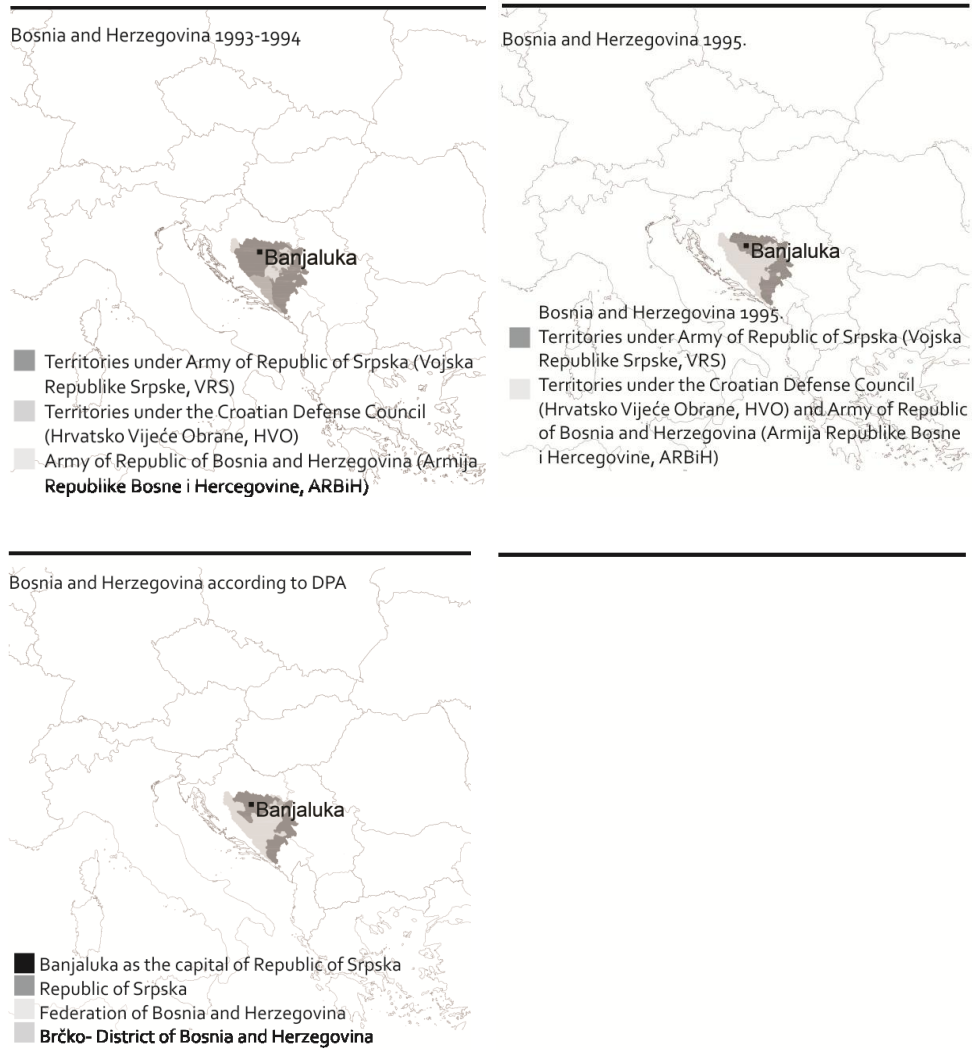 Bosnia and Herzegovina 1993-1994
Banjaluka
Territories under Army of Republic of Srpska (Vojska
Republike Srpske, VRS)
Territories under the Croatian Defense Council
(Hrvatsko Vijeće Obrane, HVO)
Army of Republic of Bosnia and Herzegovina (Armija
Republike Bosne i Hercegovine, ARBiH)
Bosnia and Herzegovina 1995.
Banjaluka
Bosnia and Herzegovina 1995.
Territories under Army of Republic of Srpska (Vojska
Republike Srpske, VRS)
Territories under the Croatian Defense Council
(Hrvatsko Vijeće Obrane, HVO) and Army of Republic
of Bosnia and Herzegovina (Armija Republike Bosne
i Hercegovine, ARBiH)
Bosnia and Herzegovina according to DPA
Banjaluka
Banjaluka as the capital of Republic of Srpska
Republic of Srpska
Federation of Bosnia and Herzegovina
Brčko- District of Bosnia and Herzegovina